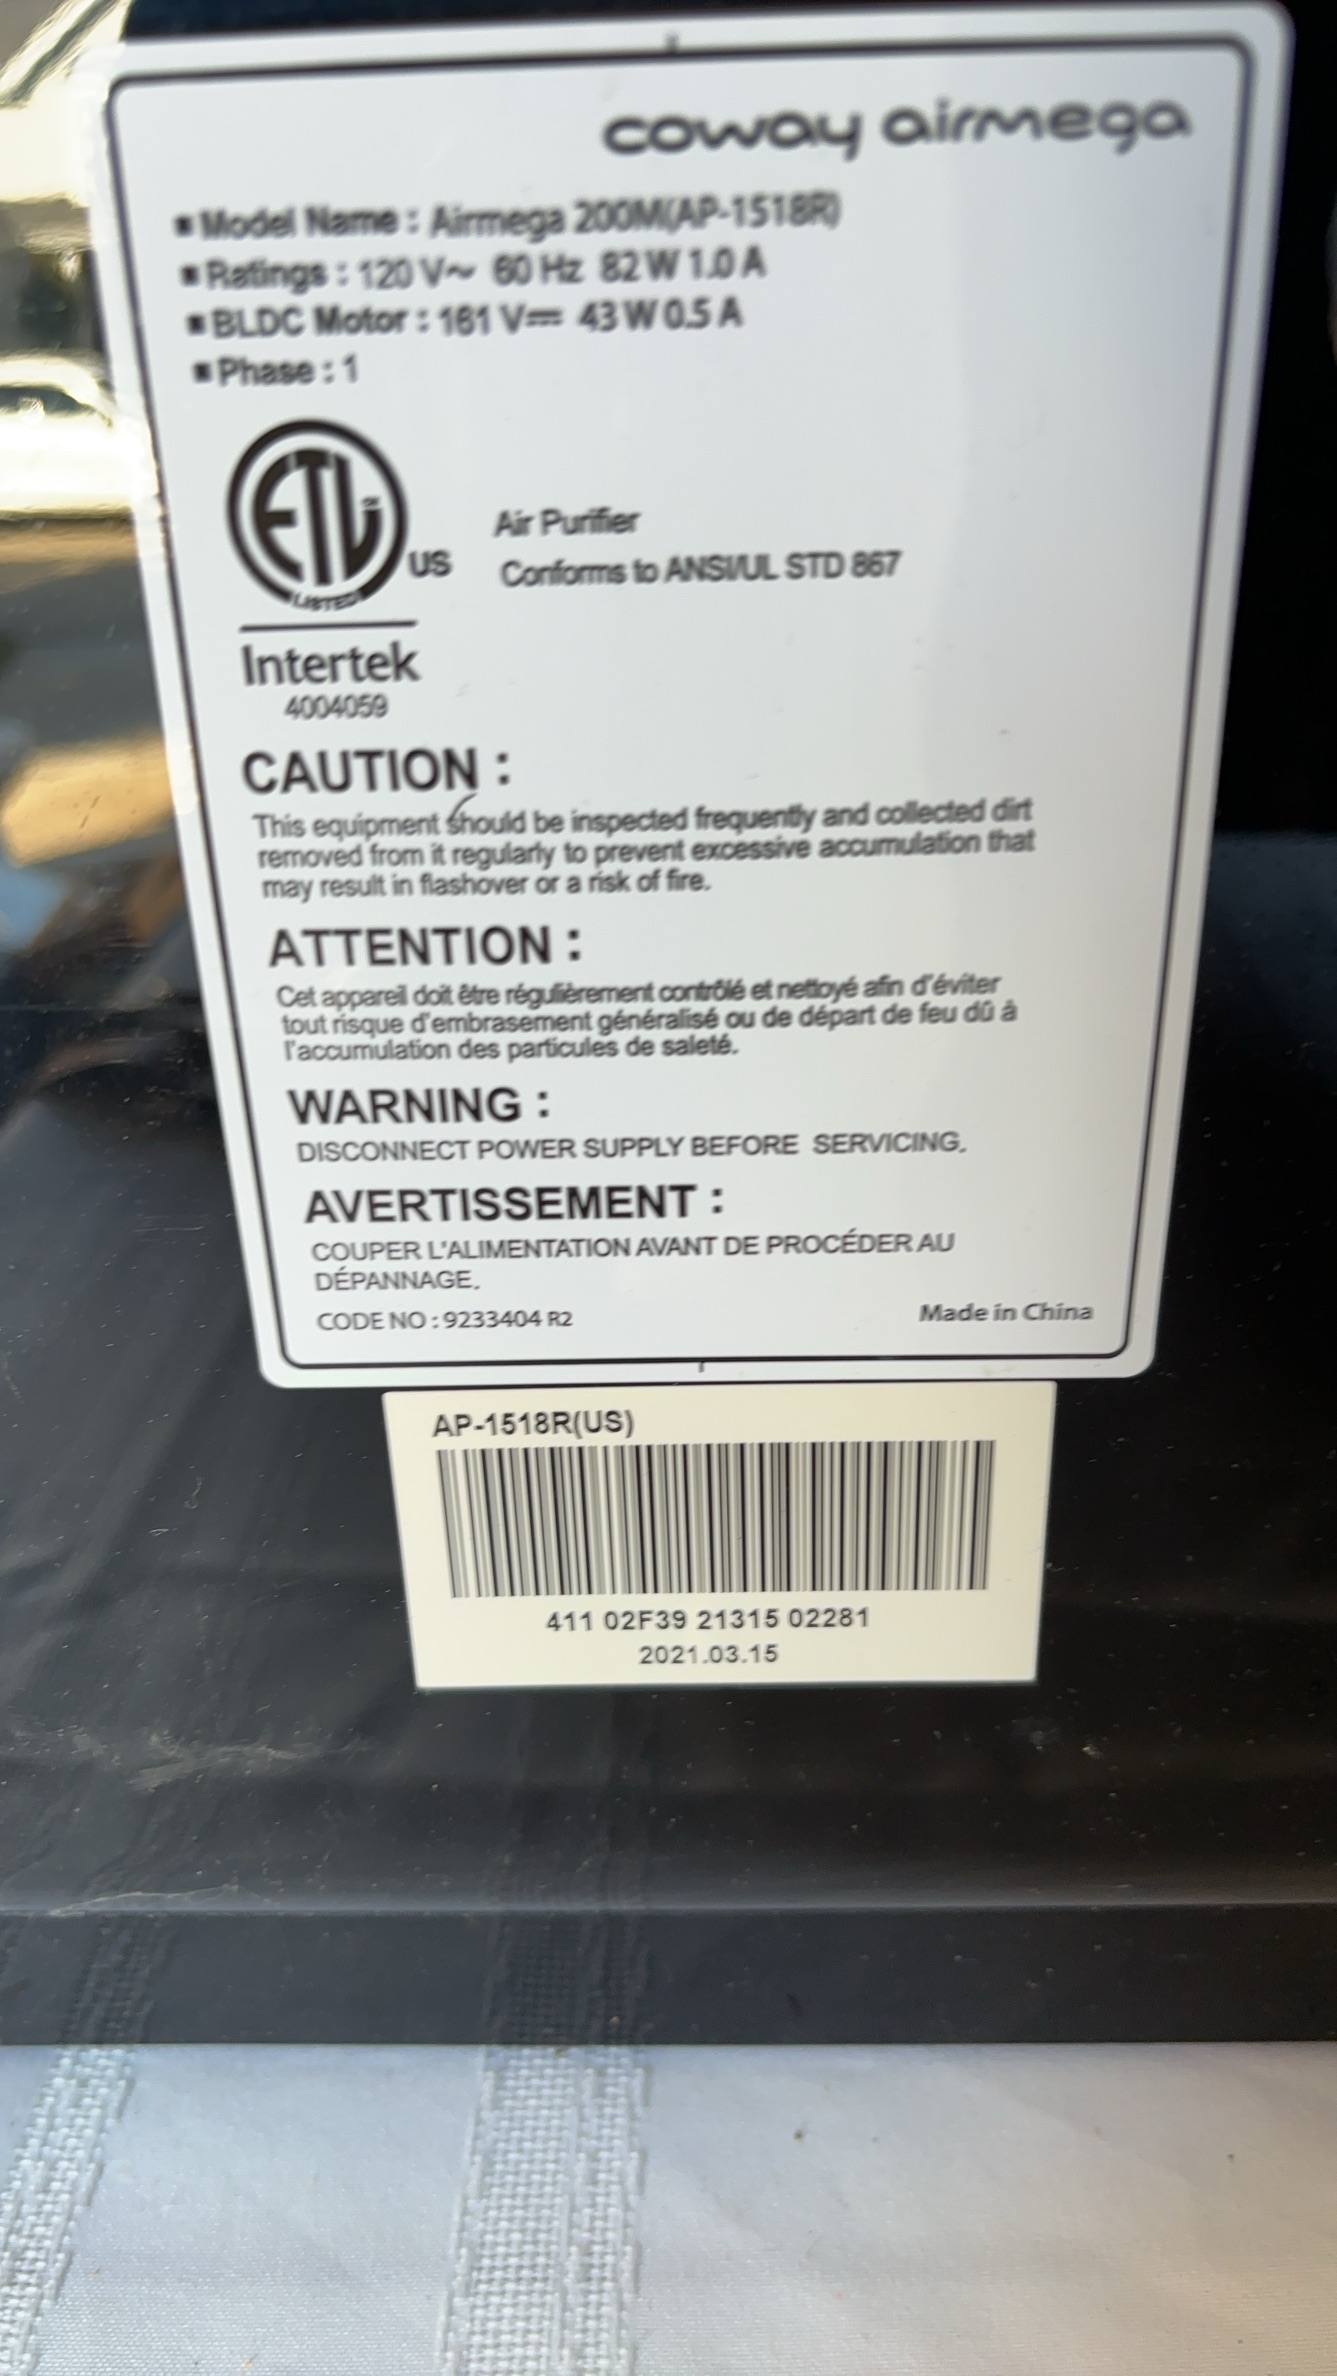 coway airmega
■ Model Name : Airmega 200M(AP-1518R)
■ Ratings : 120 V~ 60 Hz 82 W 1.0 A
■ BLDC Motor : 161 V⎓ 43 W 0.5 A
■ Phase : 1
ETL CM
US
LISTED
Air Purifier
Conforms to ANSI/UL STD 867
Intertek
4004059
CAUTION :
This equipment should be inspected frequently and collected dirt
removed from it regularly to prevent excessive accumulation that
may result in flashover or a risk of fire.
ATTENTION :
Cet appareil doit être régulièrement contrôlé et nettoyé afin d'éviter
tout risque d'embrasement généralisé ou de départ de feu dû à
l'accumulation des particules de saleté.
WARNING :
DISCONNECT POWER SUPPLY BEFORE SERVICING.
AVERTISSEMENT :
COUPER L'ALIMENTATION AVANT DE PROCÉDER AU
DÉPANNAGE.
CODE NO : 9233404 R2
Made in China
AP-1518R(US)
411 02F39 21315 02281
2021.03.15